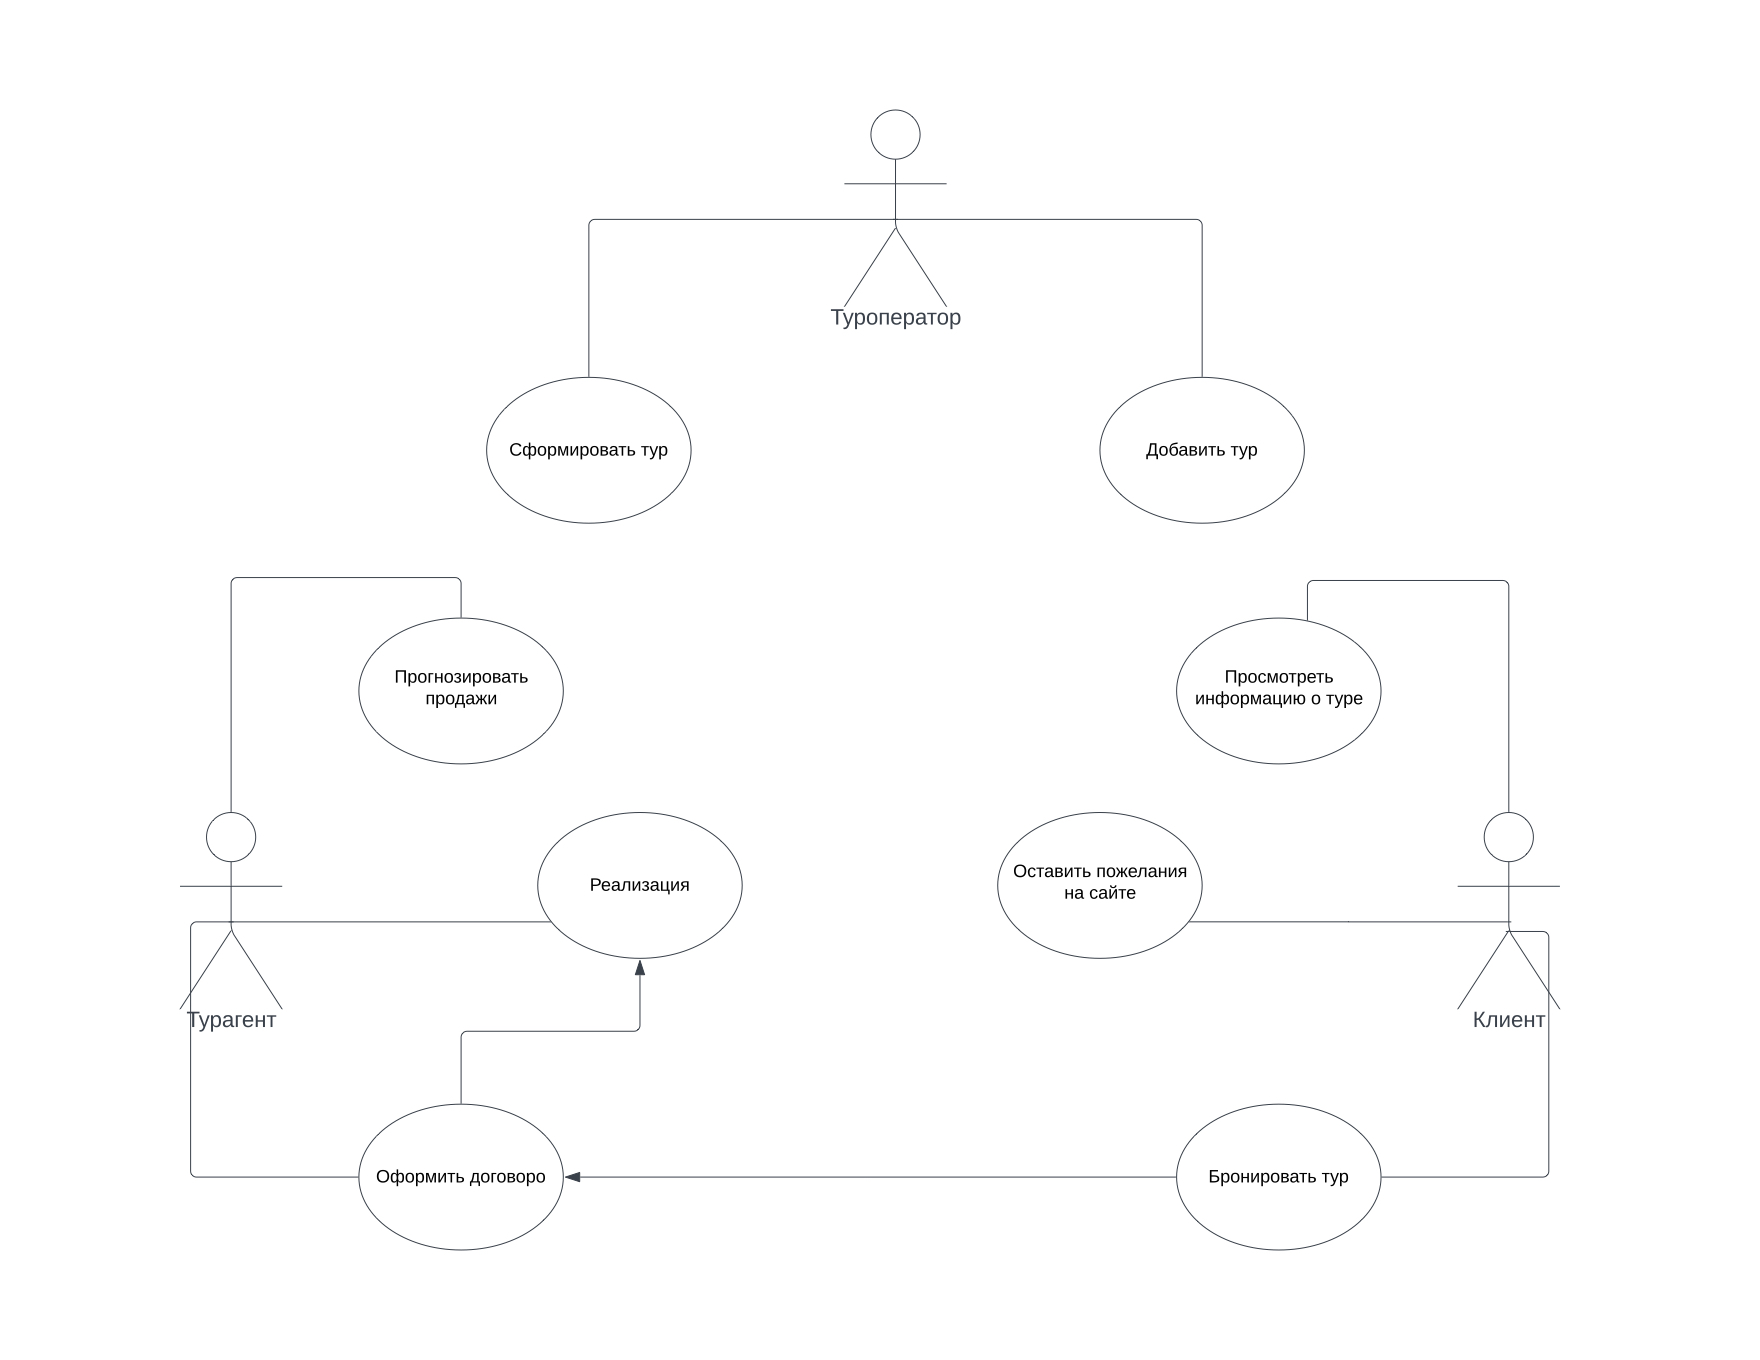 Туроператор
Сформировать тур
Добавить тур
Прогнозировать
продажи
Просмотреть
информацию о туре
Реализация
Оставить пожелания
на сайте
Турагент
Клиент
Оформить договоро
Бронировать тур